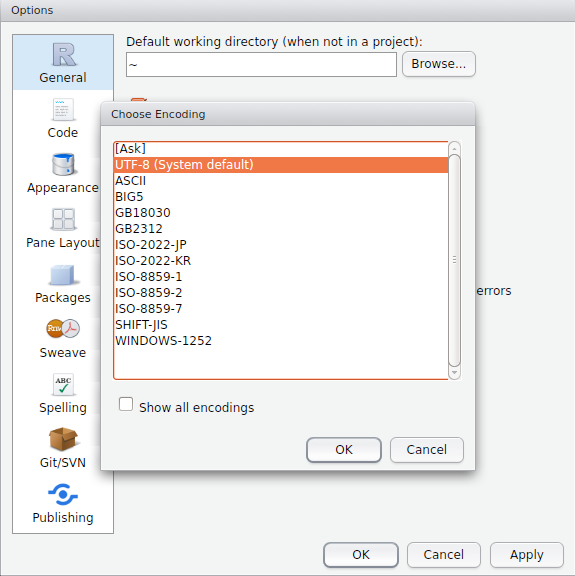 Options
General
Code
Appearance
Pane Layout
Packages
Sweave
Spelling
Git/SVN
Publishing
Default working directory (when not in a project):
~
Browse...
Choose Encoding
[Ask]
UTF-8 (System default)
ASCII
BIG5
GB18030
GB2312
ISO-2022-JP
ISO-2022-KR
ISO-8859-1
ISO-8859-2
ISO-8859-7
SHIFT-JIS
WINDOWS-1252
Show all encodings
OK
Cancel
errors
OK
Cancel
Apply